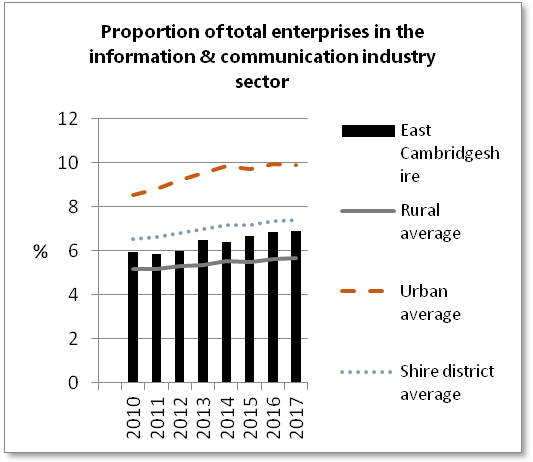 Proportion of total enterprises in the
information & communication industry
sector
12
10
8
6
4
2
0
%
2010
2011
2012
2013
2014
2015
2016
2017
East
Cambridgesh
ire
Rural
average
Urban
average
Shire district
average